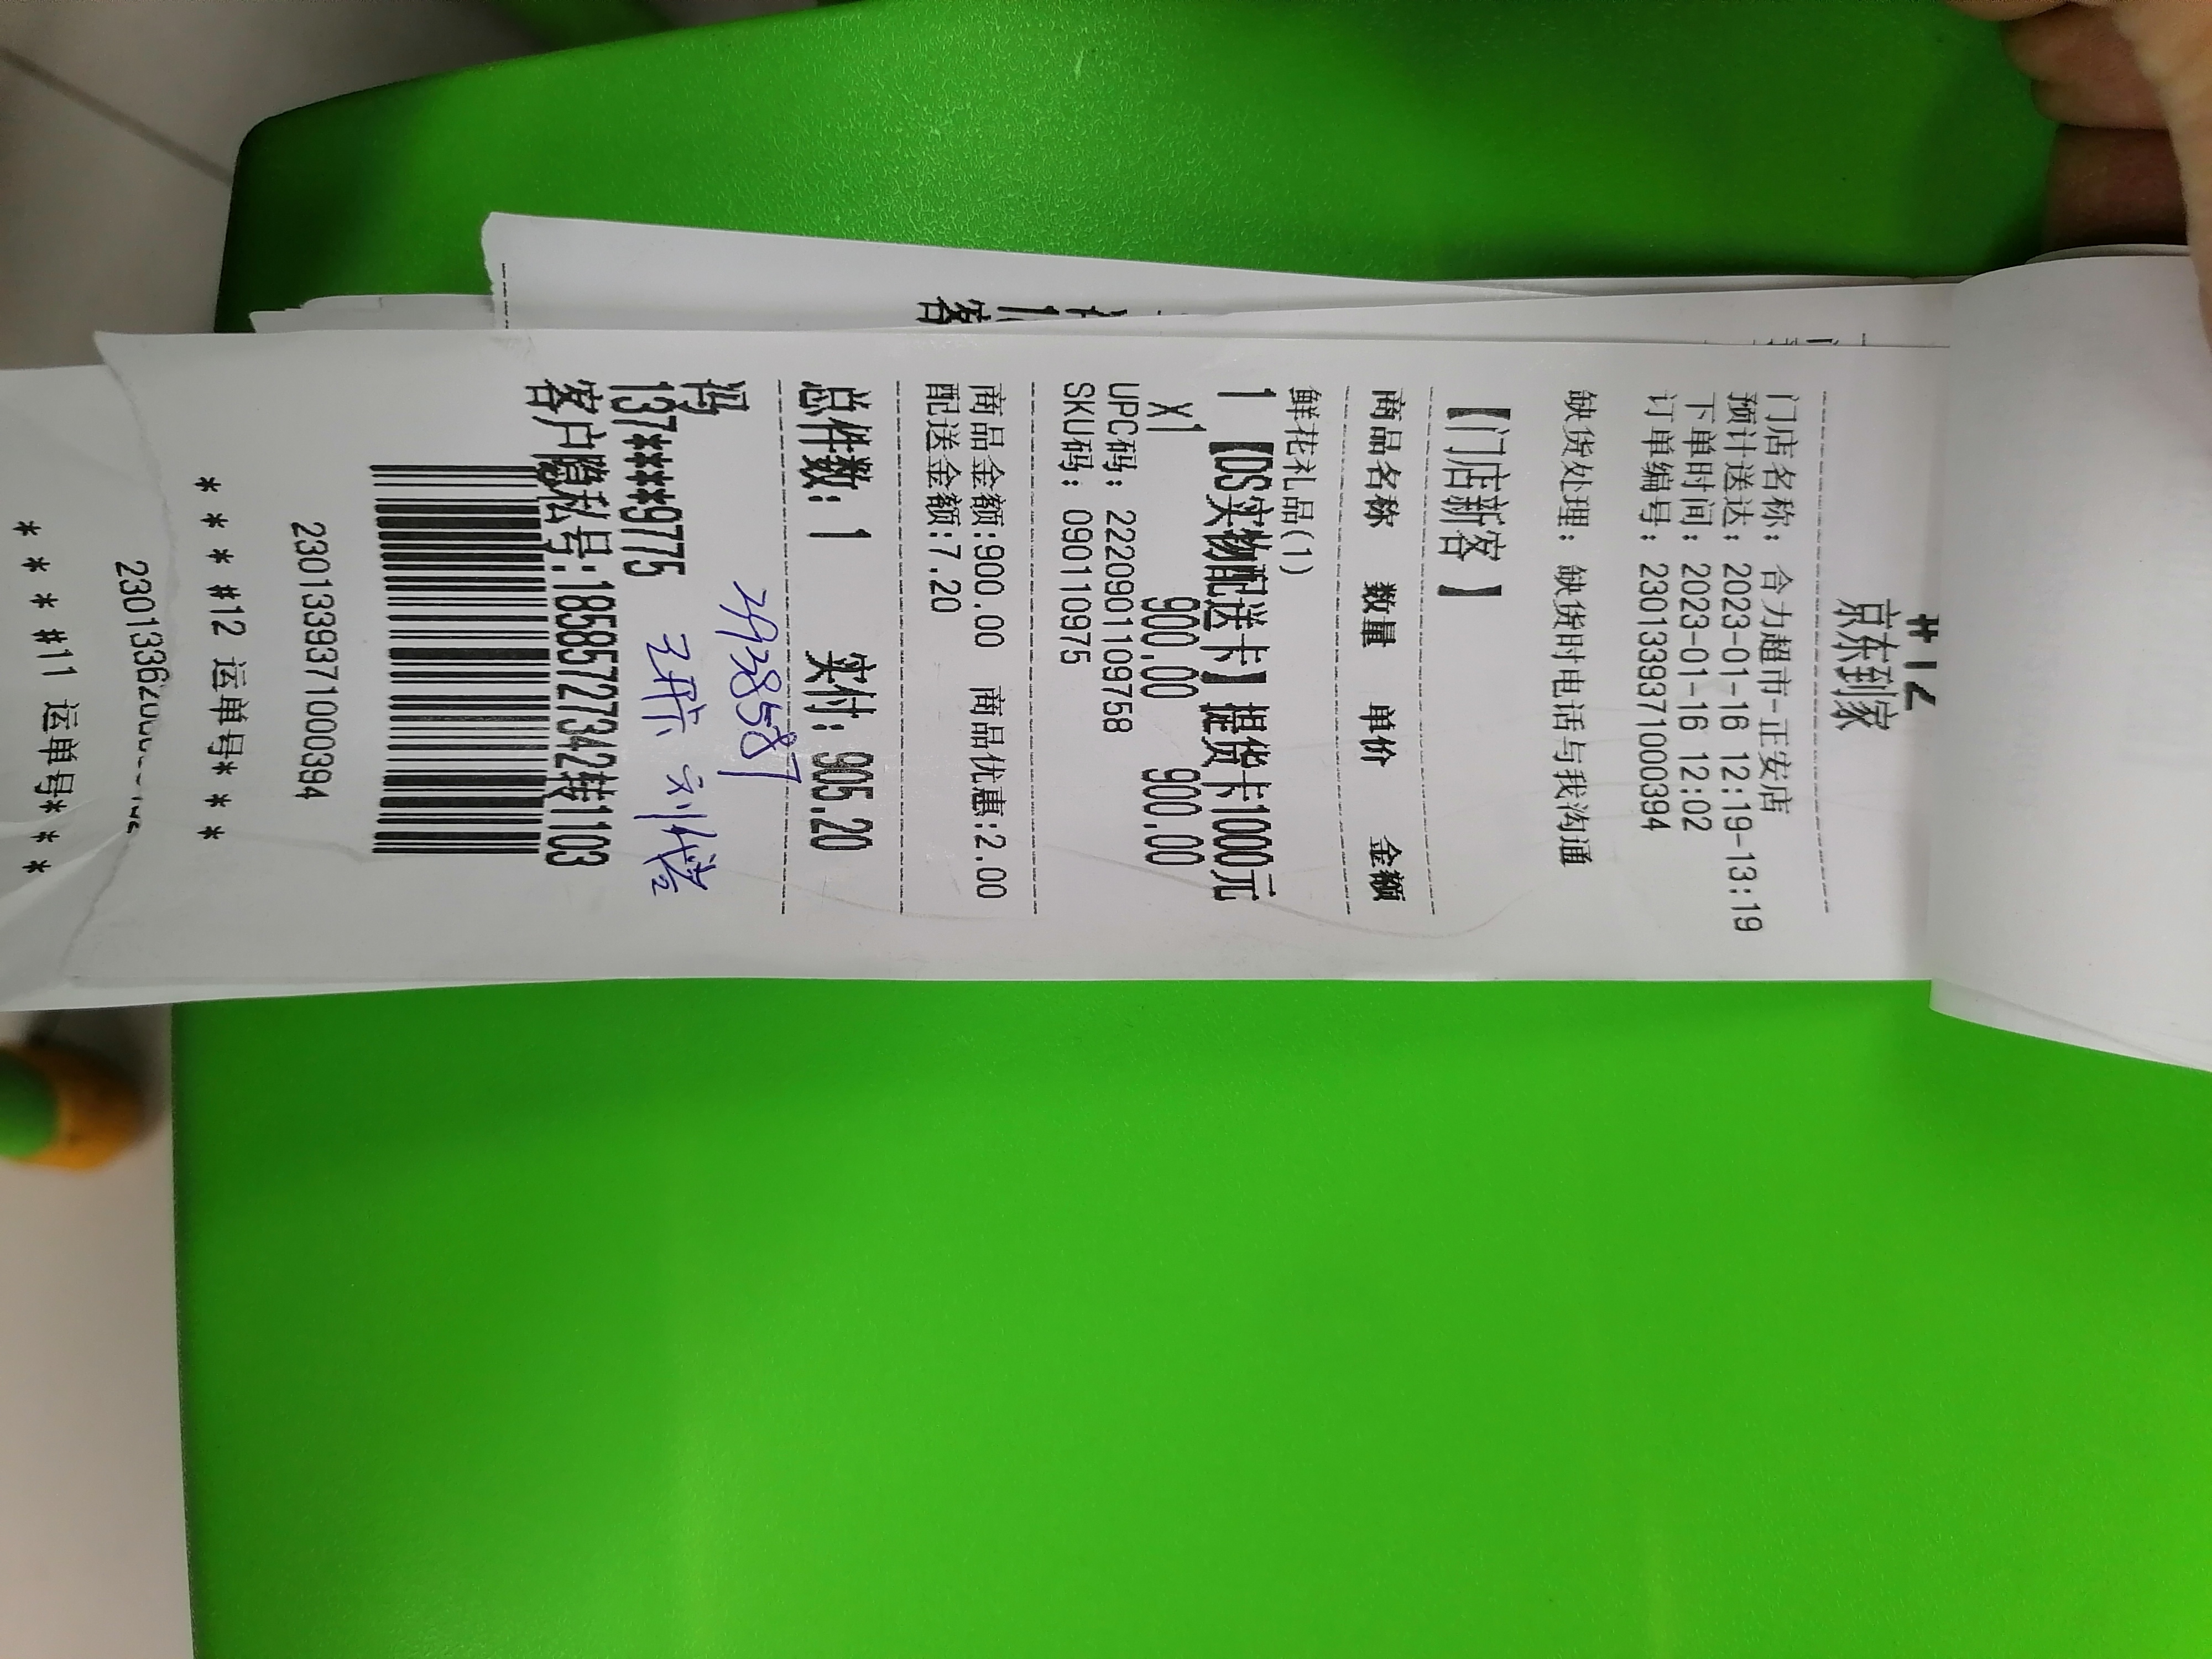 #12
京东到家
门店名称：合力超市-正安店
预计送达：2023-01-16 12:19-13:19
下单时间：2023-01-16 12:02
订单编号：2301339371000394
缺货处理：缺货时电话与我沟通
【门店新客】
商品名称 数量 单价 金额
鲜花礼品(1)
1 【DS实物配送卡】提货卡1000元
X1 900.00 900.00
UPC码：2220901109758
SKU码：090110975
商品金额:900.00 商品优惠:2.00
配送金额:7.20
总件数：1 实付：905.20
冯
137****9775
客户隐私号:18585727342转1103
2301339371000394
* * * * #12 运单号* * *
* * * * #11 运单号* * * *